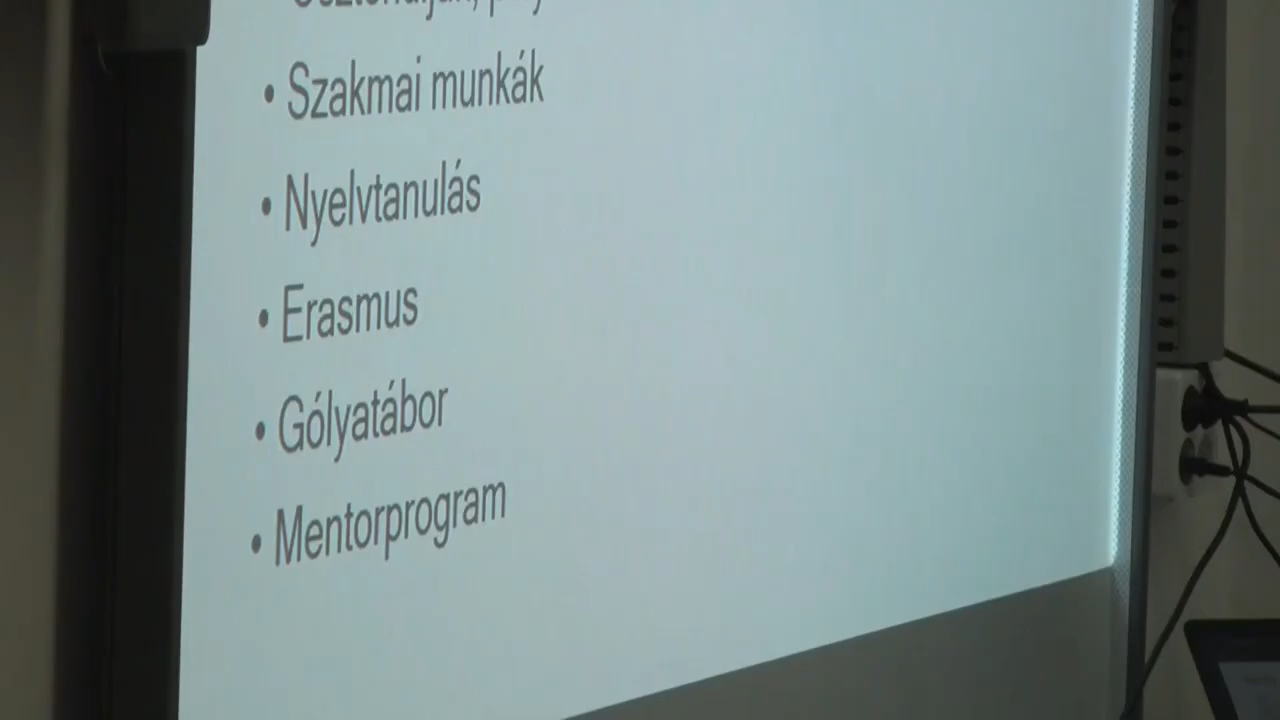 • Szakmai munkák
• Nyelvtanulás
• Erasmus
• Gólyatábor
• Mentorprogram